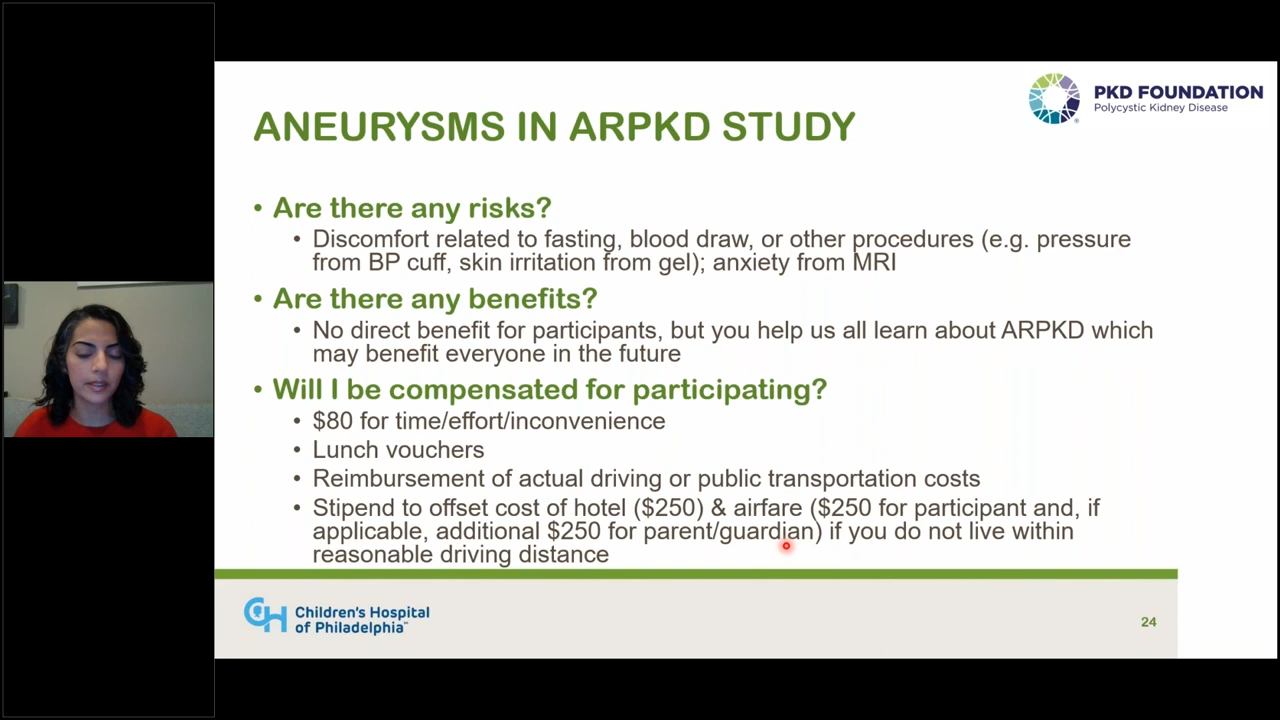 PKD FOUNDATION
Polycystic Kidney Disease
ANEURYSMS IN ARPKD STUDY
• Are there any risks?
• Discomfort related to fasting, blood draw, or other procedures (e.g. pressure
from BP cuff, skin irritation from gel); anxiety from MRI
• Are there any benefits?
• No direct benefit for participants, but you help us all learn about ARPKD which
may benefit everyone in the future
• Will I be compensated for participating?
• $80 for time/effort/inconvenience
• Lunch vouchers
• Reimbursement of actual driving or public transportation costs
• Stipend to offset cost of hotel ($250) & airfare ($250 for participant and, if
applicable, additional $250 for parent/guardian) if you do not live within
reasonable driving distance
CH Children's Hospital
of Philadelphia
24